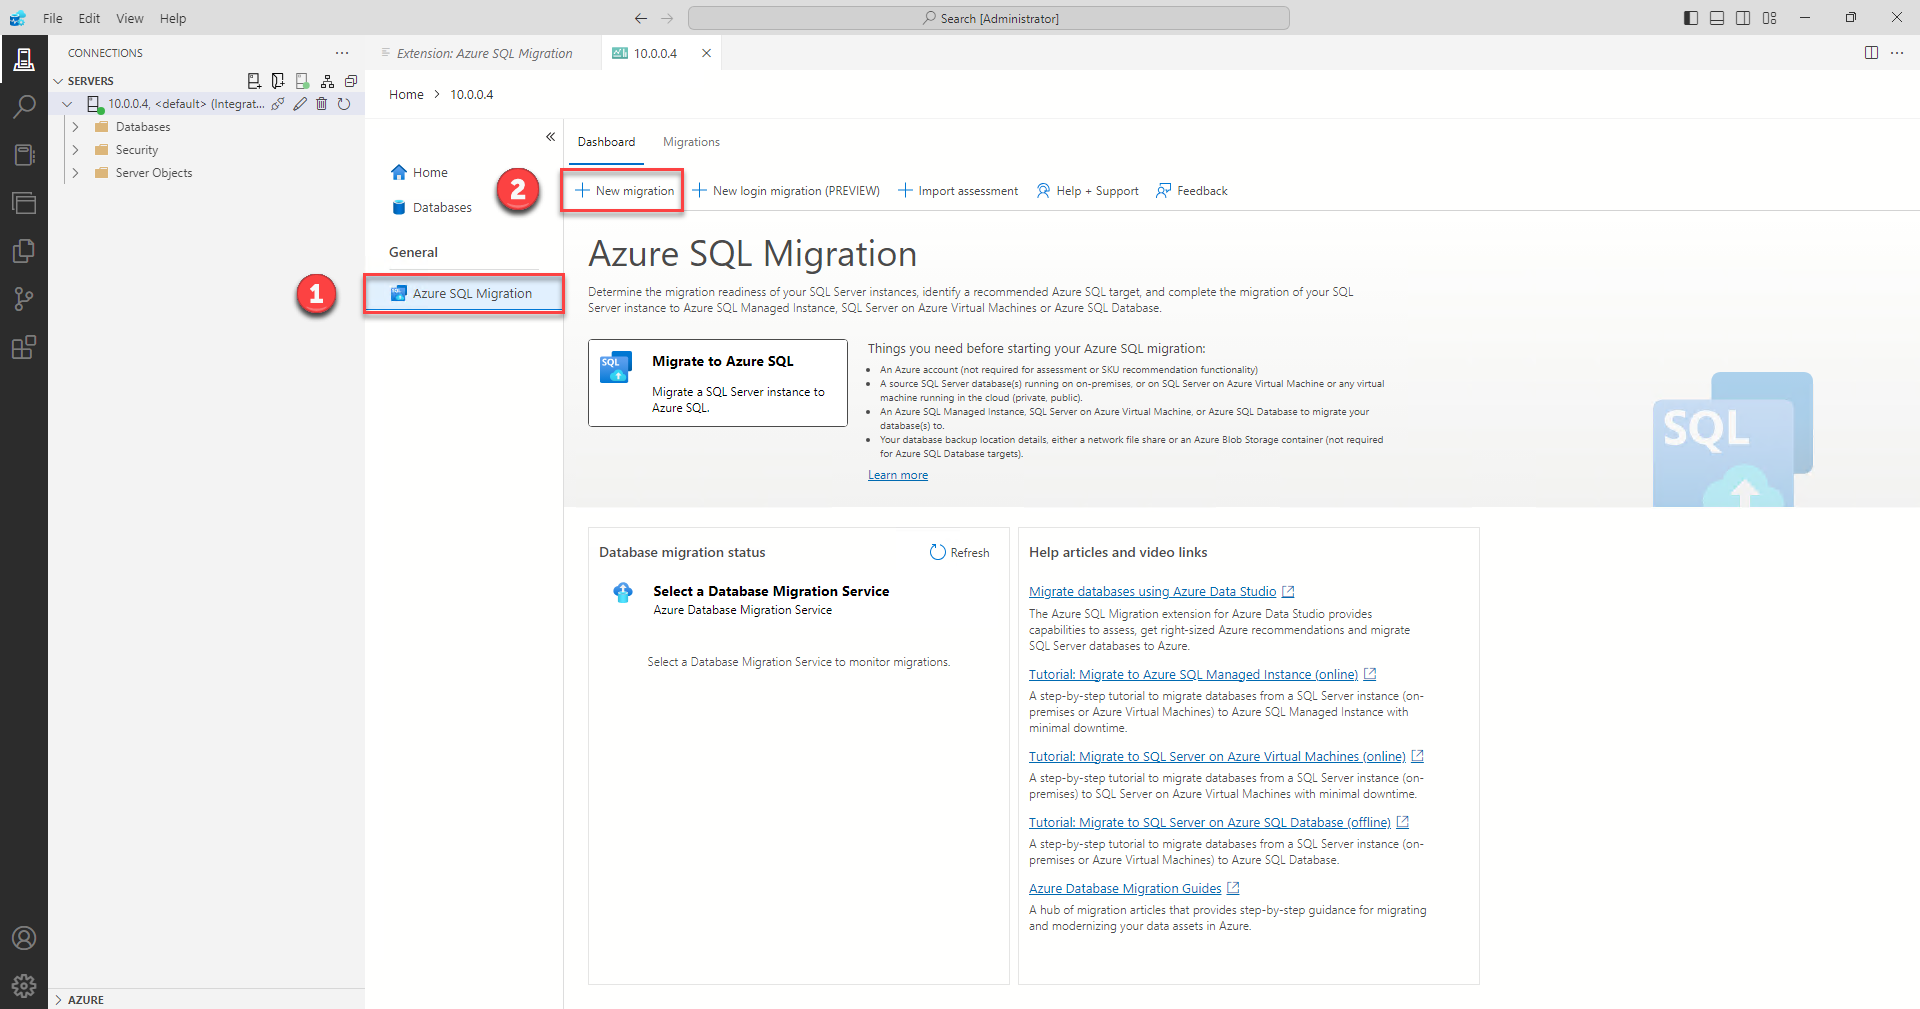 File Edit View Help
Search [Administrator]
CONNECTIONS
SERVERS
10.0.0.4, <default> (Integrat...
Databases
Security
Server Objects
AZURE
Extension: Azure SQL Migration
10.0.0.4
Home > 10.0.0.4
Home
Databases
General
1
Azure SQL Migration
Dashboard Migrations
2
New migration
New login migration (PREVIEW)
Import assessment
Help + Support
Feedback
Azure SQL Migration
Determine the migration readiness of your SQL Server instances, identify a recommended Azure SQL target, and complete the migration of your SQL
Server instance to Azure SQL Managed Instance, SQL Server on Azure Virtual Machines or Azure SQL Database.
SQL
Migrate to Azure SQL
Migrate a SQL Server instance to
Azure SQL.
Things you need before starting your Azure SQL migration:
• An Azure account (not required for assessment or SKU recommendation functionality)
• A source SQL Server database(s) running on on-premises, or on SQL Server on Azure Virtual Machine or any virtual
machine running in the cloud (private, public).
• An Azure SQL Managed Instance, SQL Server on Azure Virtual Machine, or Azure SQL Database to migrate your
database(s) to.
• Your database backup location details, either a network file share or an Azure Blob Storage container (not required
for Azure SQL Database targets).
Learn more
SQL
Database migration status
Refresh
Select a Database Migration Service
Azure Database Migration Service
Select a Database Migration Service to monitor migrations.
Help articles and video links
Migrate databases using Azure Data Studio
The Azure SQL Migration extension for Azure Data Studio provides
capabilities to assess, get right-sized Azure recommendations and migrate
SQL Server databases to Azure.
Tutorial: Migrate to Azure SQL Managed Instance (online)
A step-by-step tutorial to migrate databases from a SQL Server instance (on-
premises or Azure Virtual Machines) to Azure SQL Managed Instance with
minimal downtime.
Tutorial: Migrate to SQL Server on Azure Virtual Machines (online)
A step-by-step tutorial to migrate databases from a SQL Server instance (on-
premises) to SQL Server on Azure Virtual Machines with minimal downtime.
Tutorial: Migrate to SQL Server on Azure SQL Database (offline)
A step-by-step tutorial to migrate databases from a SQL Server instance (on-
premises or Azure Virtual Machines) to Azure SQL Database.
Azure Database Migration Guides
A hub of migration articles that provides step-by-step guidance for migrating
and modernizing your data assets in Azure.